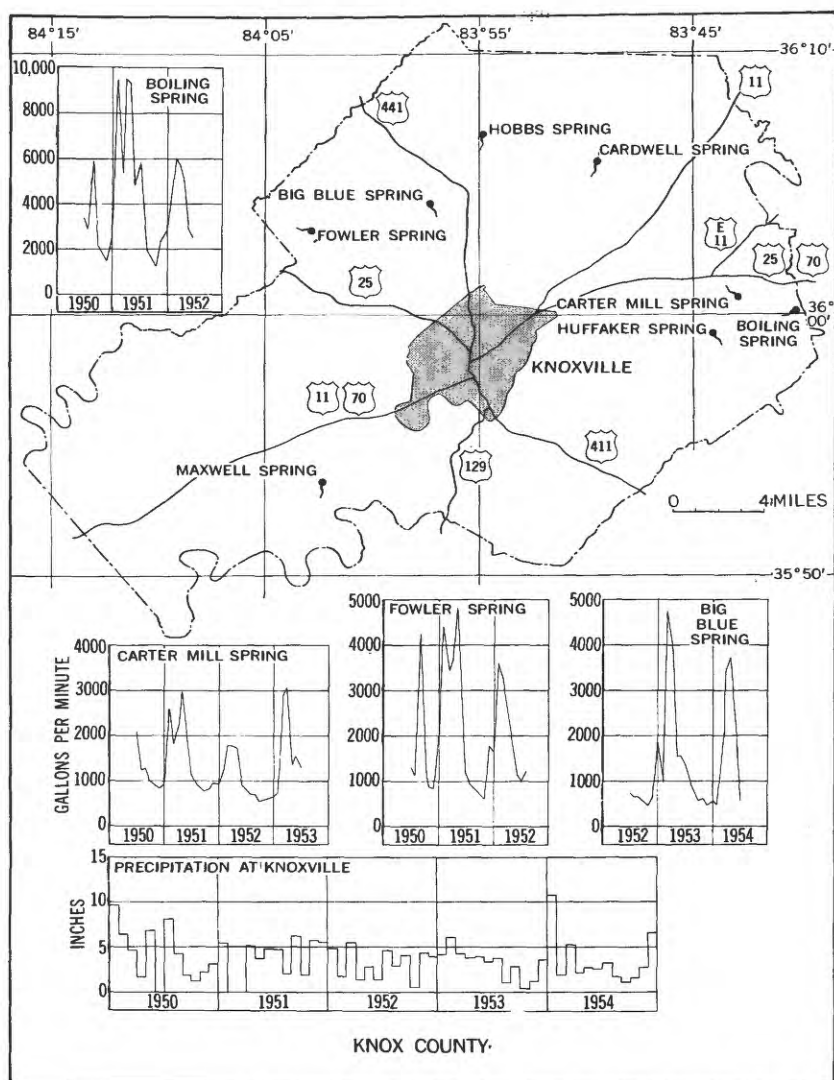 84°15'
84°05'
83°55'
83°45'
36°10'
10,000
8000
6000
4000
2000
0
BOILING
SPRING
1950 1951 1952
441
11
HOBBS SPRING
CARDWELL SPRING
BIG BLUE SPRING
FOWLER SPRING
E
11
25 70
25
CARTER MILL SPRING
36°
00'
HUFFAKER SPRING
BOILING
SPRING
KNOXVILLE
11 70
129
411
MAXWELL SPRING
0 4 MILES
35°50'
GALLONS PER MINUTE
4000
3000
2000
1000
0
CARTER MILL SPRING
1950 1951 1952 1953
5000
4000
3000
2000
1000
0
FOWLER SPRING
1950 1951 1952
5000
4000
3000
2000
1000
0
BIG
BLUE
SPRING
1952 1953 1954
INCHES
15
10
5
0
PRECIPITATION AT KNOXVILLE
1950 1951 1952 1953 1954
KNOX COUNTY